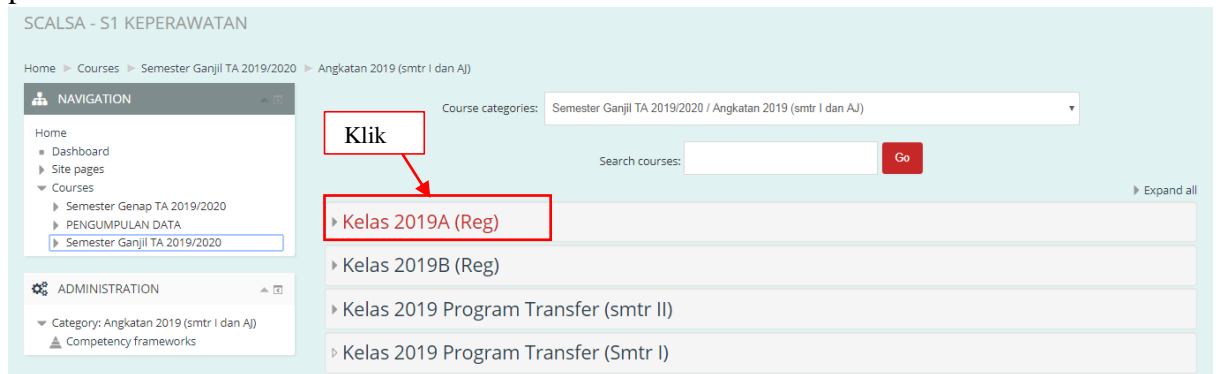 SCALSA - S1 KEPERAWATAN
Home Courses Semester Ganjil TA 2019/2020 Angkatan 2019 (smtr I dan AJ)
NAVIGATION
Home
Dashboard
Site pages
Courses
Semester Genap TA 2019/2020
PENGUMPULAN DATA
Semester Ganjil TA 2019/2020
ADMINISTRATION
Category: Angkatan 2019 (smtr I dan AJ)
Competency frameworks
Course categories: Semester Ganjil TA 2019/2020 / Angkatan 2019 (smtr I dan AJ)
Klik
Search courses: Go
Expand all
Kelas 2019A (Reg)
Kelas 2019B (Reg)
Kelas 2019 Program Transfer (smtr II)
Kelas 2019 Program Transfer (Smtr I)